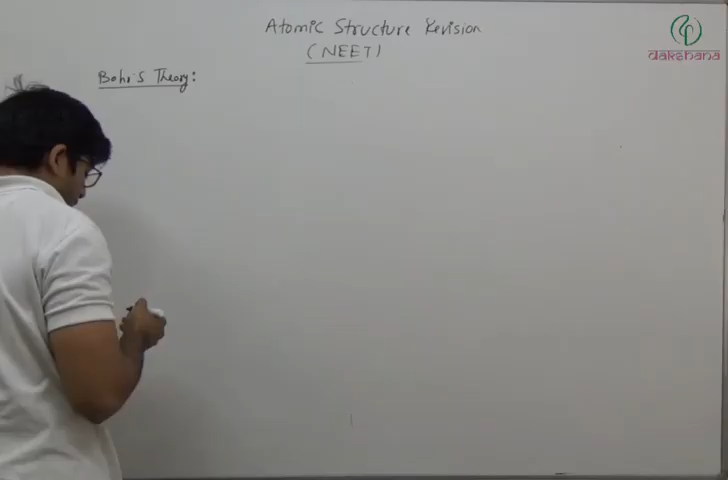 Atomic Structure Revision
(NEET)
dakshana
Bohr's Theory: